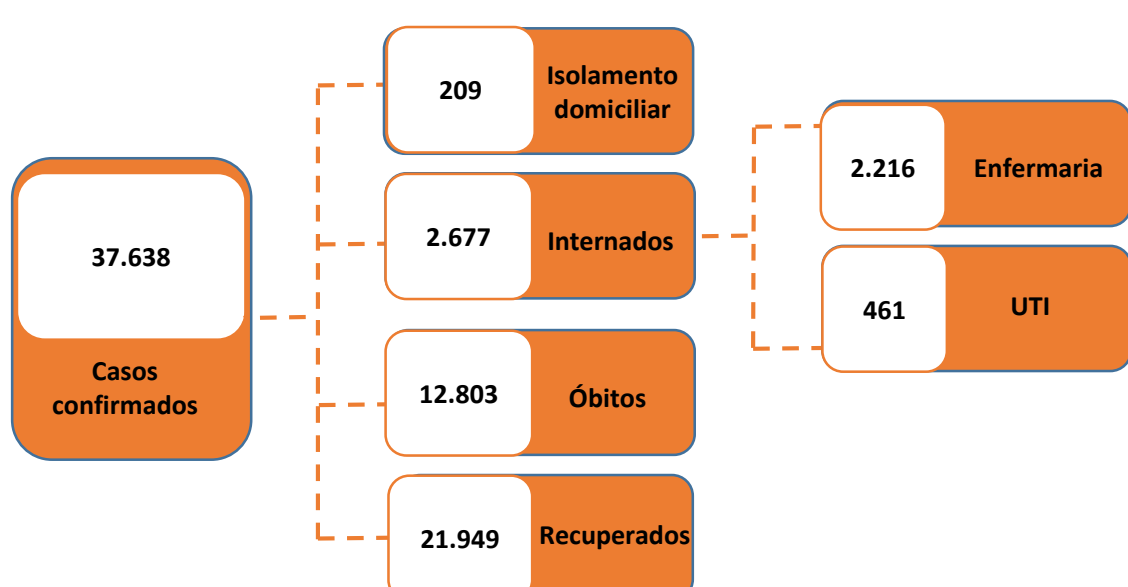 37.638
Casos
confirmados
209
Isolamento
domiciliar
2.677
Internados
12.803
Óbitos
21.949
Recuperados
2.216
Enfermaria
461
UTI